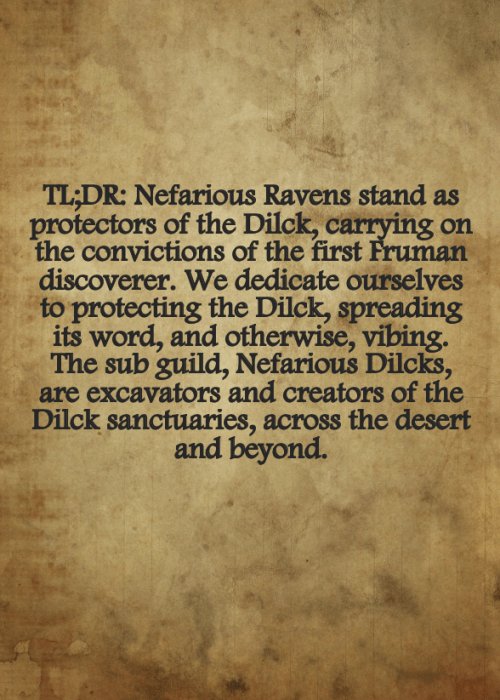 TL;DR: Nefarious Ravens stand as
protectors of the Dilck, carrying on
the convictions of the first Fruman
discoverer. We dedicate ourselves
to protecting the Dilck, spreading
its word, and otherwise, vibing.
The sub guild, Nefarious Dilcks,
are excavators and creators of the
Dilck sanctuaries, across the desert
and beyond.